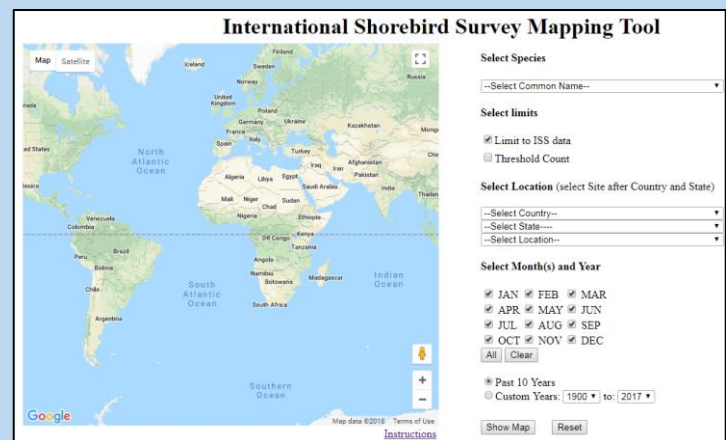 International Shorebird Survey Mapping Tool
Map Satellite
Iceland
Finland
Sweden
Norway
Russia
United
Kingdom
Poland
Germany
Ukraine
France
Kazakhstan
Spain
Italy
Turkey
Iraq
Iran
Afghanistan
Pakistan
Algeria
Libya
Egypt
Saudi Arabia
India
Thailan
North
Atlantic
Ocean
Mali
Niger
Chad
Sudan
Nigeria
Ethiopia
Venezuela
Colombia
DR Congo
Kenya
Tanzania
Peru
Brazil
Bolivia
Angola
Namibia
Botswana
Madagascar
Chile
South
Atlantic
Ocean
Indian
Ocean
South Africa
Argentina
Southern
Ocean
Google
Map data ©2018 Terms of Use
Instructions
Select Species
--Select Common Name--
Select limits
Limit to ISS data
Threshold Count
Select Location (select Site after Country and State)
--Select Country--
--Select State----
--Select Location--
Select Month(s) and Year
JAN FEB MAR
APR MAY JUN
JUL AUG SEP
OCT NOV DEC
All Clear
Past 10 Years
Custom Years: 1900 to: 2017
Show Map Reset